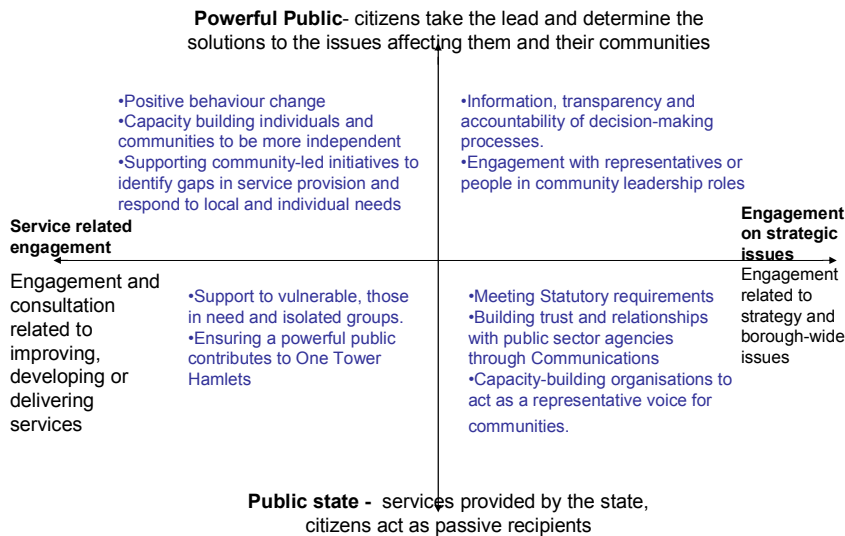 Powerful Public- citizens take the lead and determine the
solutions to the issues affecting them and their communities
•Positive behaviour change
•Capacity building individuals and
communities to be more independent
•Supporting community-led initiatives to
identify gaps in service provision and
respond to local and individual needs
•Information, transparency and
accountability of decision-making
processes.
•Engagement with representatives or
people in community leadership roles
Service related
engagement
Engagement and
consultation
related to
improving,
developing or
delivering
services
Engagement
on strategic
issues
Engagement
related to
strategy and
borough-wide
issues
•Support to vulnerable, those
in need and isolated groups.
•Ensuring a powerful public
contributes to One Tower
Hamlets
•Meeting Statutory requirements
•Building trust and relationships
with public sector agencies
through Communications
•Capacity-building organisations to
act as a representative voice for
communities.
Public state - services provided by the state,
citizens act as passive recipients